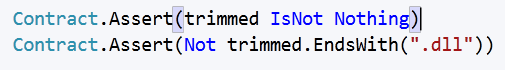 Contract.Assert(trimmed IsNot Nothing)
Contract.Assert(Not trimmed.EndsWith(".dll"))